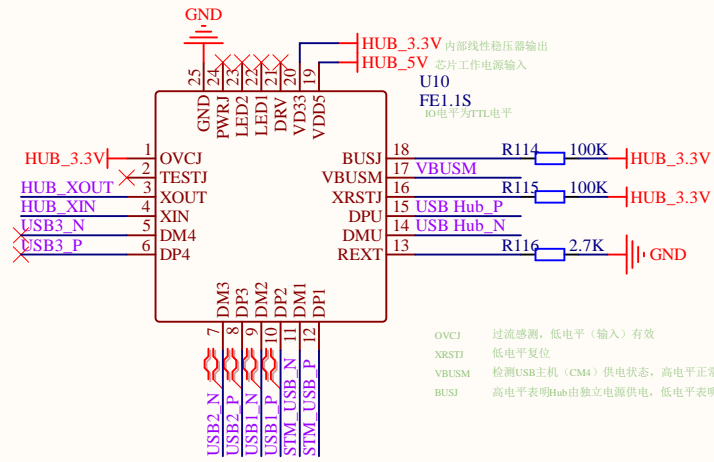 GND
HUB_3.3V 内部线性稳压器输出
HUB_5V 芯片工作电源输入
U10
FE1.1S
IO电平为TTL电平
25 24 23 22 21 20 19
GND PWRJ LED2 LED1 DRV VD33 VDD5
HUB_3.3V 1 OVCJ
2 TESTJ
HUB_XOUT 3 XOUT
HUB_XIN 4 XIN
USB3_N 5 DM4
USB3_P 6 DP4
BUSJ 18 R114 100K HUB_3.3V
VBUSM 17 VBUSM
XRSTJ 16 R115 100K HUB_3.3V
DPU 15 USB Hub_P
DMU 14 USB Hub_N
REXT 13 R116 2.7K GND
DM3 DP3 DM2 DP2 DM1 DP1
7 8 9 10 11 12
USB2_N USB2_P USB1_N USB1_P STM_USB_N STM_USB_P
OVCJ 过流感测，低电平（输入）有效
XRSTJ 低电平复位
VBUSM 检测USB主机（CM4）供电状态，高电平正常
BUSJ 高电平表明Hub由独立电源供电，低电平表明